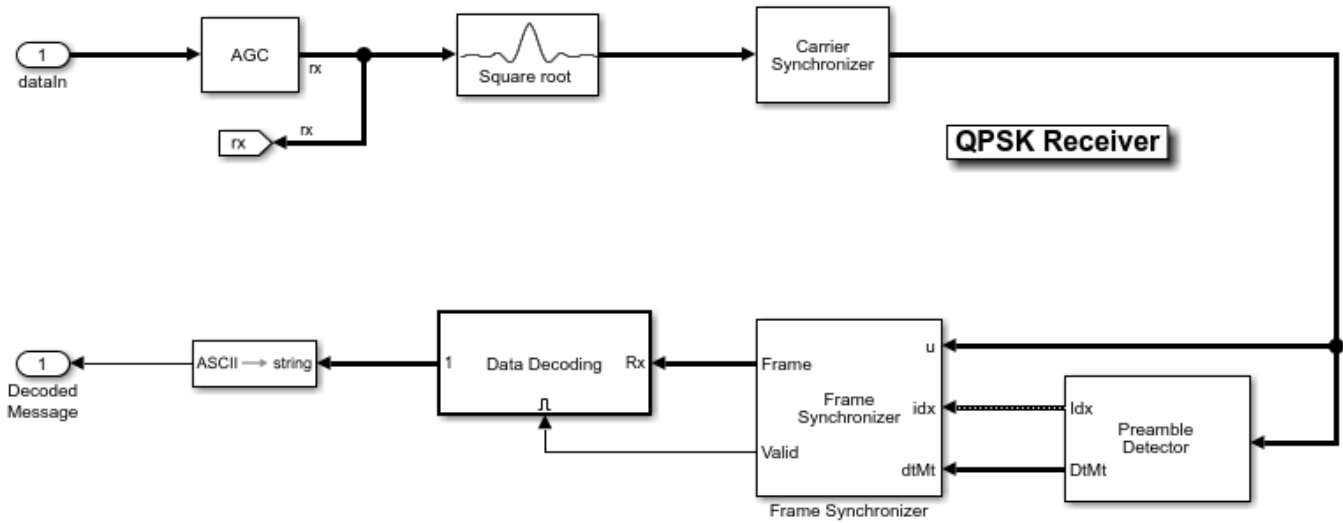 1
dataIn
AGC
rx
rx
rx
Square root
Carrier
Synchronizer
QPSK Receiver
1
Decoded
Message
ASCII → string
1
Data Decoding
Rx
Frame
Valid
Frame
Synchronizer
u
idx
dtMt
Frame Synchronizer
Idx
DtMt
Preamble
Detector